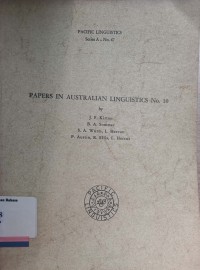 PACIFIC LINGUISTICS
Series A - No. 47
PAPERS IN AUSTRALIAN LINGUISTICS No. 10
by
J. F. Kirton
B. A. Sommer
S. A. Wurm, L.
P. Austin, R. Ellis, L. Hercus
PACIFIC
LINGUISTICS